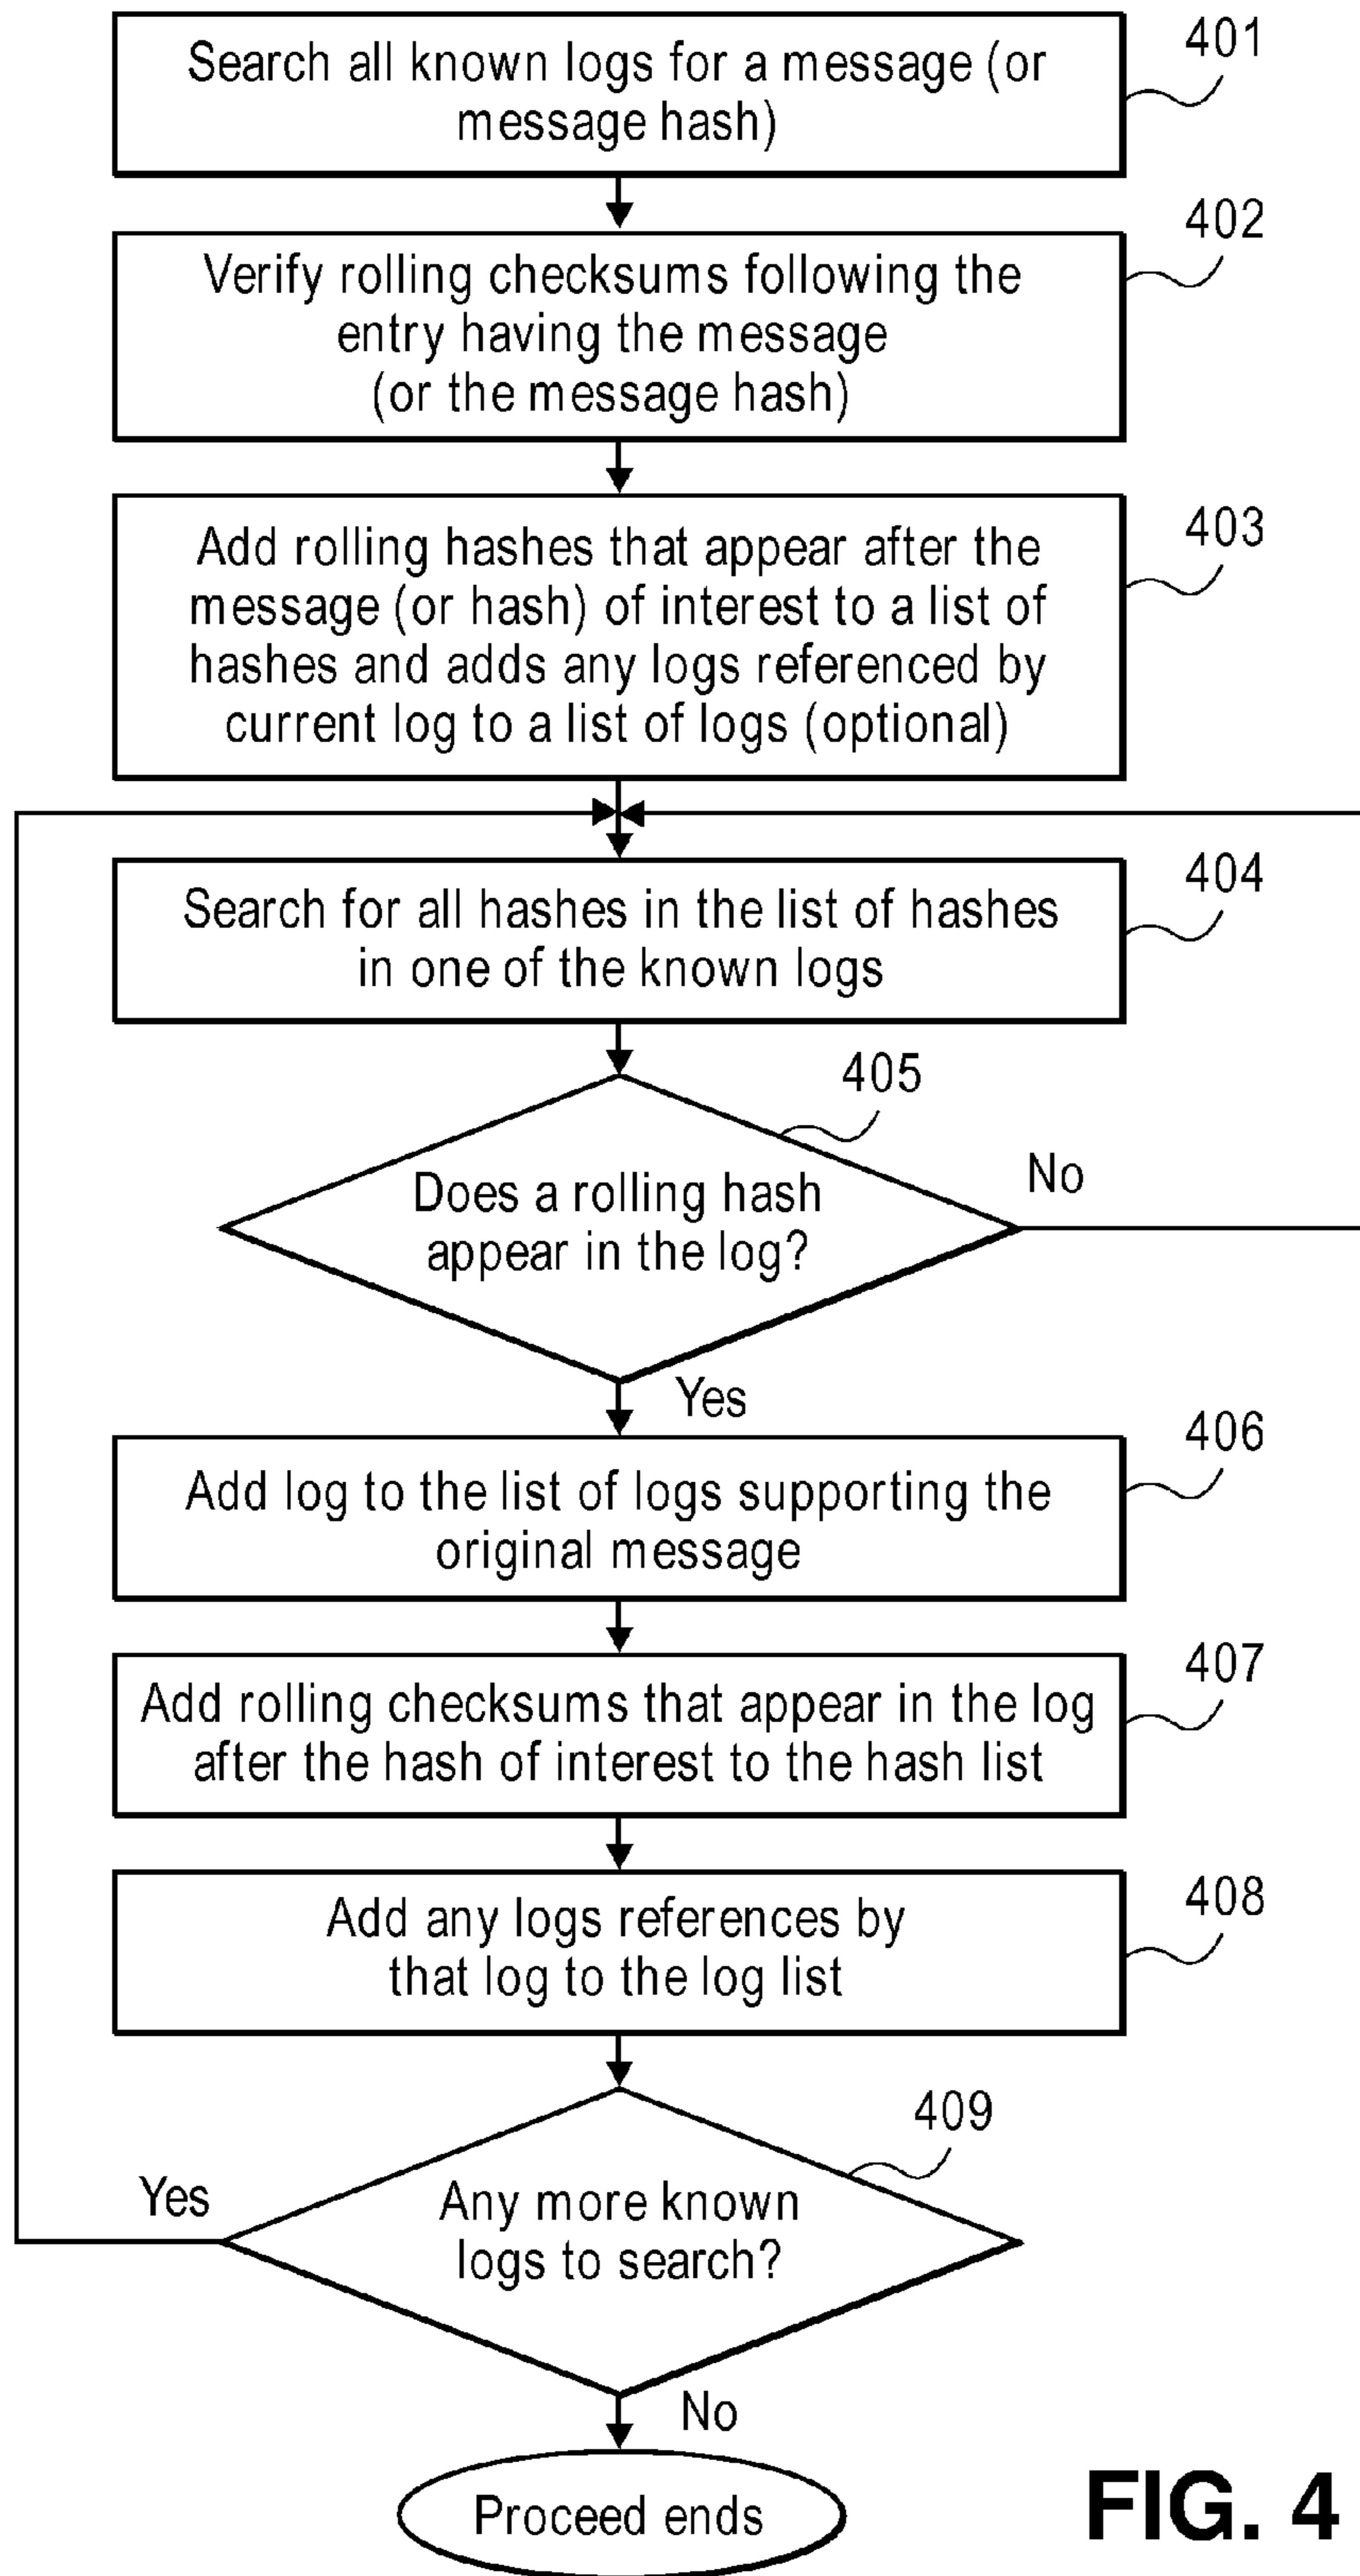 Search all known logs for a message (or
message hash)
401
Verify rolling checksums following the
entry having the message
(or the message hash)
402
Add rolling hashes that appear after the
message (or hash) of interest to a list of
hashes and adds any logs referenced by
current log to a list of logs (optional)
403
Search for all hashes in the list of hashes
in one of the known logs
404
405
Does a rolling hash
appear in the log?
No
Yes
Add log to the list of logs supporting the
original message
406
Add rolling checksums that appear in the log
after the hash of interest to the hash list
407
Add any logs references by
that log to the log list
408
409
Any more known
logs to search?
Yes
No
Proceed ends
FIG. 4